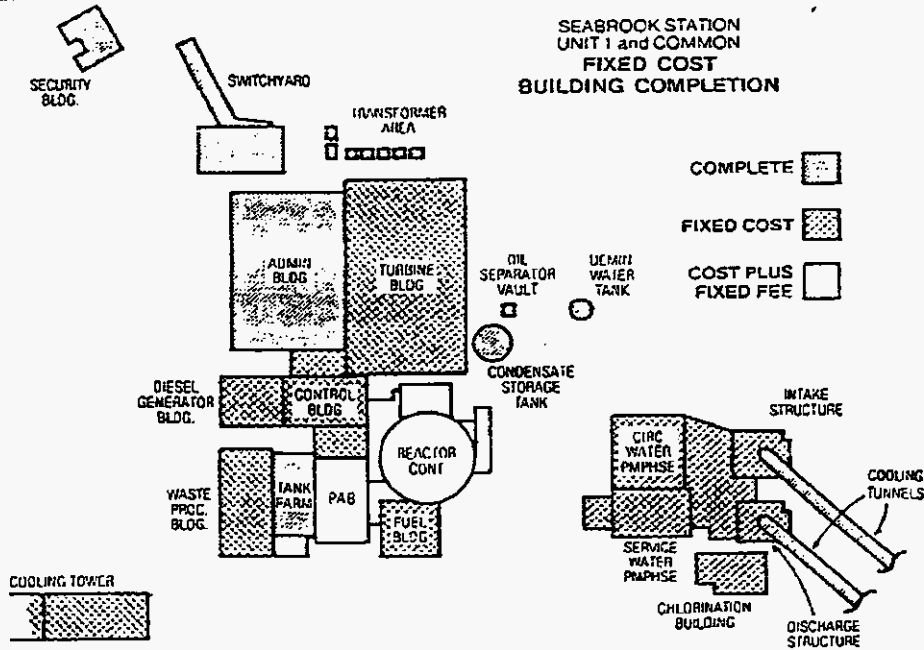 SEABROOK STATION
UNIT 1 and COMMON
FIXED COST
BUILDING COMPLETION
SECURITY
BLDG.
SWITCHYARD
TRANSFORMER
AREA
COMPLETE
FIXED COST
COST PLUS
FIXED FEE
ADMIN
BLDG
TURBINE
BLDG
OIL
SEPARATOR
VAULT
DEMIN
WATER
TANK
CONDENSATE
STORAGE
TANK
DIESEL
GENERATOR
BLDG.
CONTROL
BLDG
REACTOR
CONT
INTAKE
STRUCTURE
CIRC
WATER
PMPHSE
COOLING
TUNNELS
WASTE
PROC.
BLDG.
TANK
FARM
PAB
FUEL
BLDG
SERVICE
WATER
PMPHSE
COOLING TOWER
CHLORINATION
BUILDING
DISCHARGE
STRUCTURE